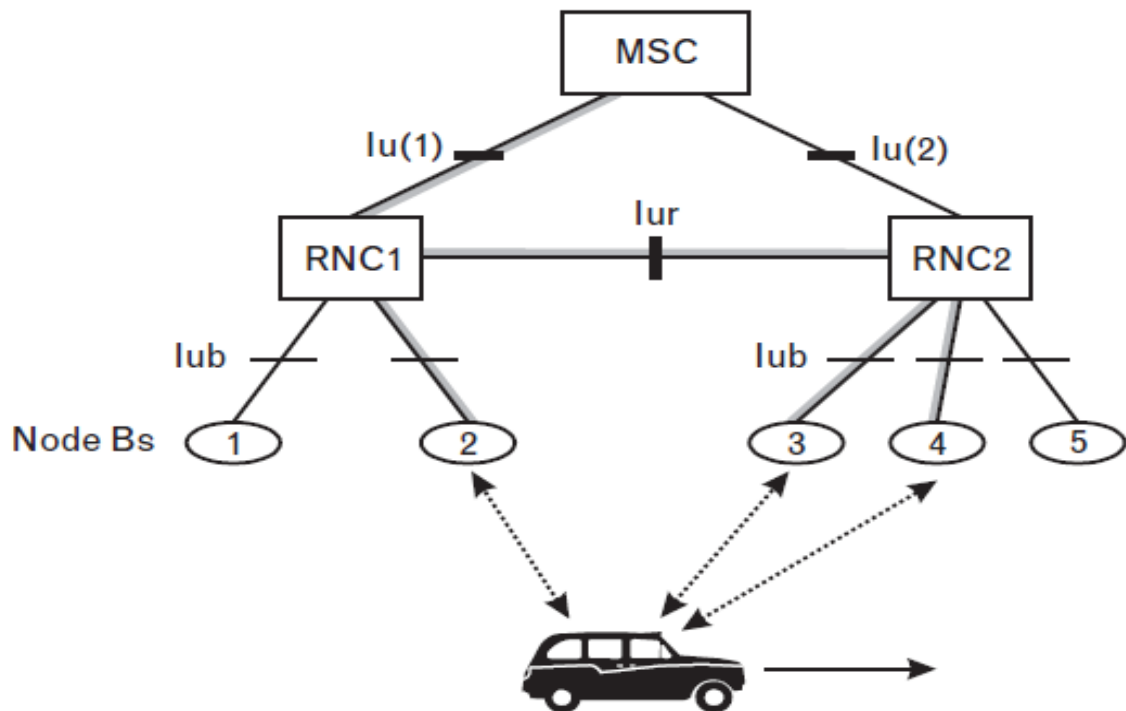 MSC
Iu(1)
Iu(2)
Iur
RNC1
RNC2
Iub
Iub
Node Bs
1
2
3
4
5